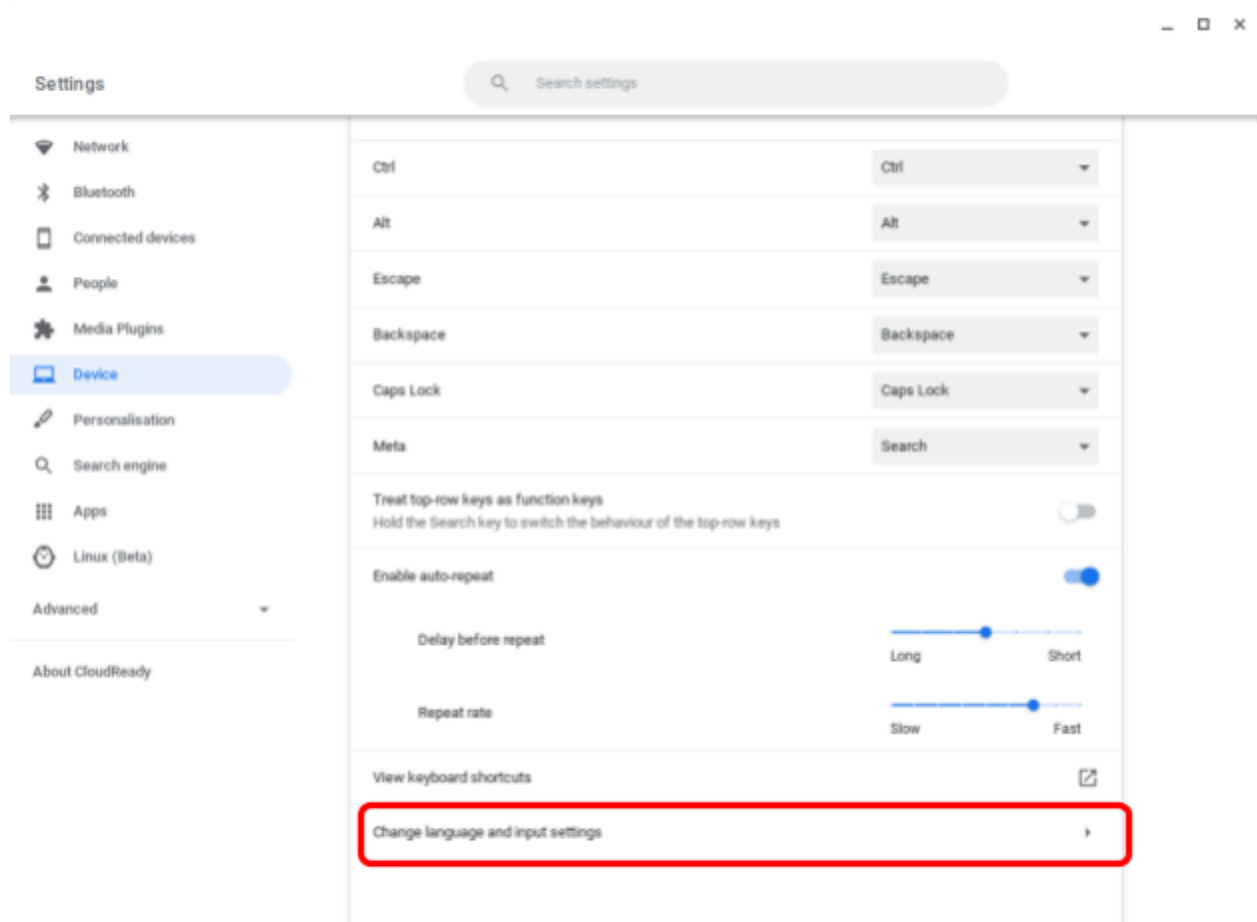 Settings
Search settings
Network
Bluetooth
Connected devices
People
Media Plugins
Device
Personalisation
Search engine
Apps
Linux (Beta)
Advanced
About CloudReady
Ctrl Ctrl
Alt Alt
Escape Escape
Backspace Backspace
Caps Lock Caps Lock
Meta Search
Treat top-row keys as function keys
Hold the Search key to switch the behaviour of the top-row keys
Enable auto-repeat
Delay before repeat
Long Short
Repeat rate
Slow Fast
View keyboard shortcuts
Change language and input settings